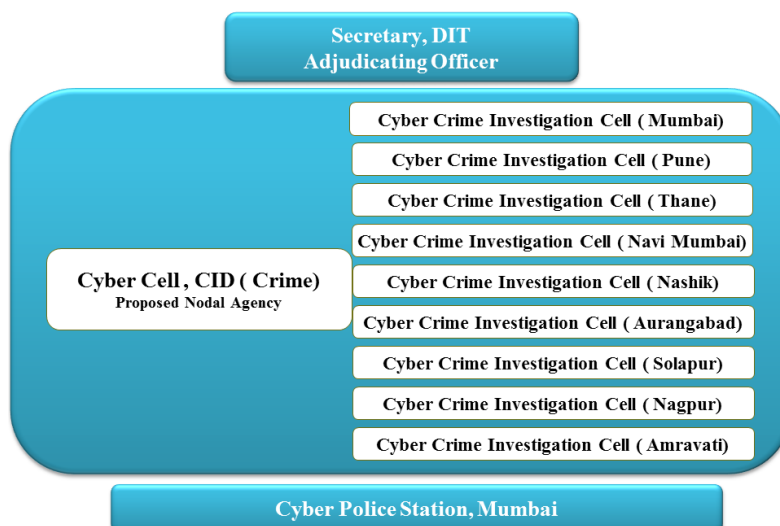 Secretary, DIT
Adjudicating Officer
Cyber Crime Investigation Cell ( Mumbai)
Cyber Crime Investigation Cell ( Pune)
Cyber Crime Investigation Cell ( Thane)
Cyber Crime Investigation Cell ( Navi Mumbai)
Cyber Cell , CID ( Crime)
Proposed Nodal Agency
Cyber Crime Investigation Cell ( Nashik)
Cyber Crime Investigation Cell ( Aurangabad)
Cyber Crime Investigation Cell ( Solapur)
Cyber Crime Investigation Cell ( Nagpur)
Cyber Crime Investigation Cell ( Amravati)
Cyber Police Station, Mumbai